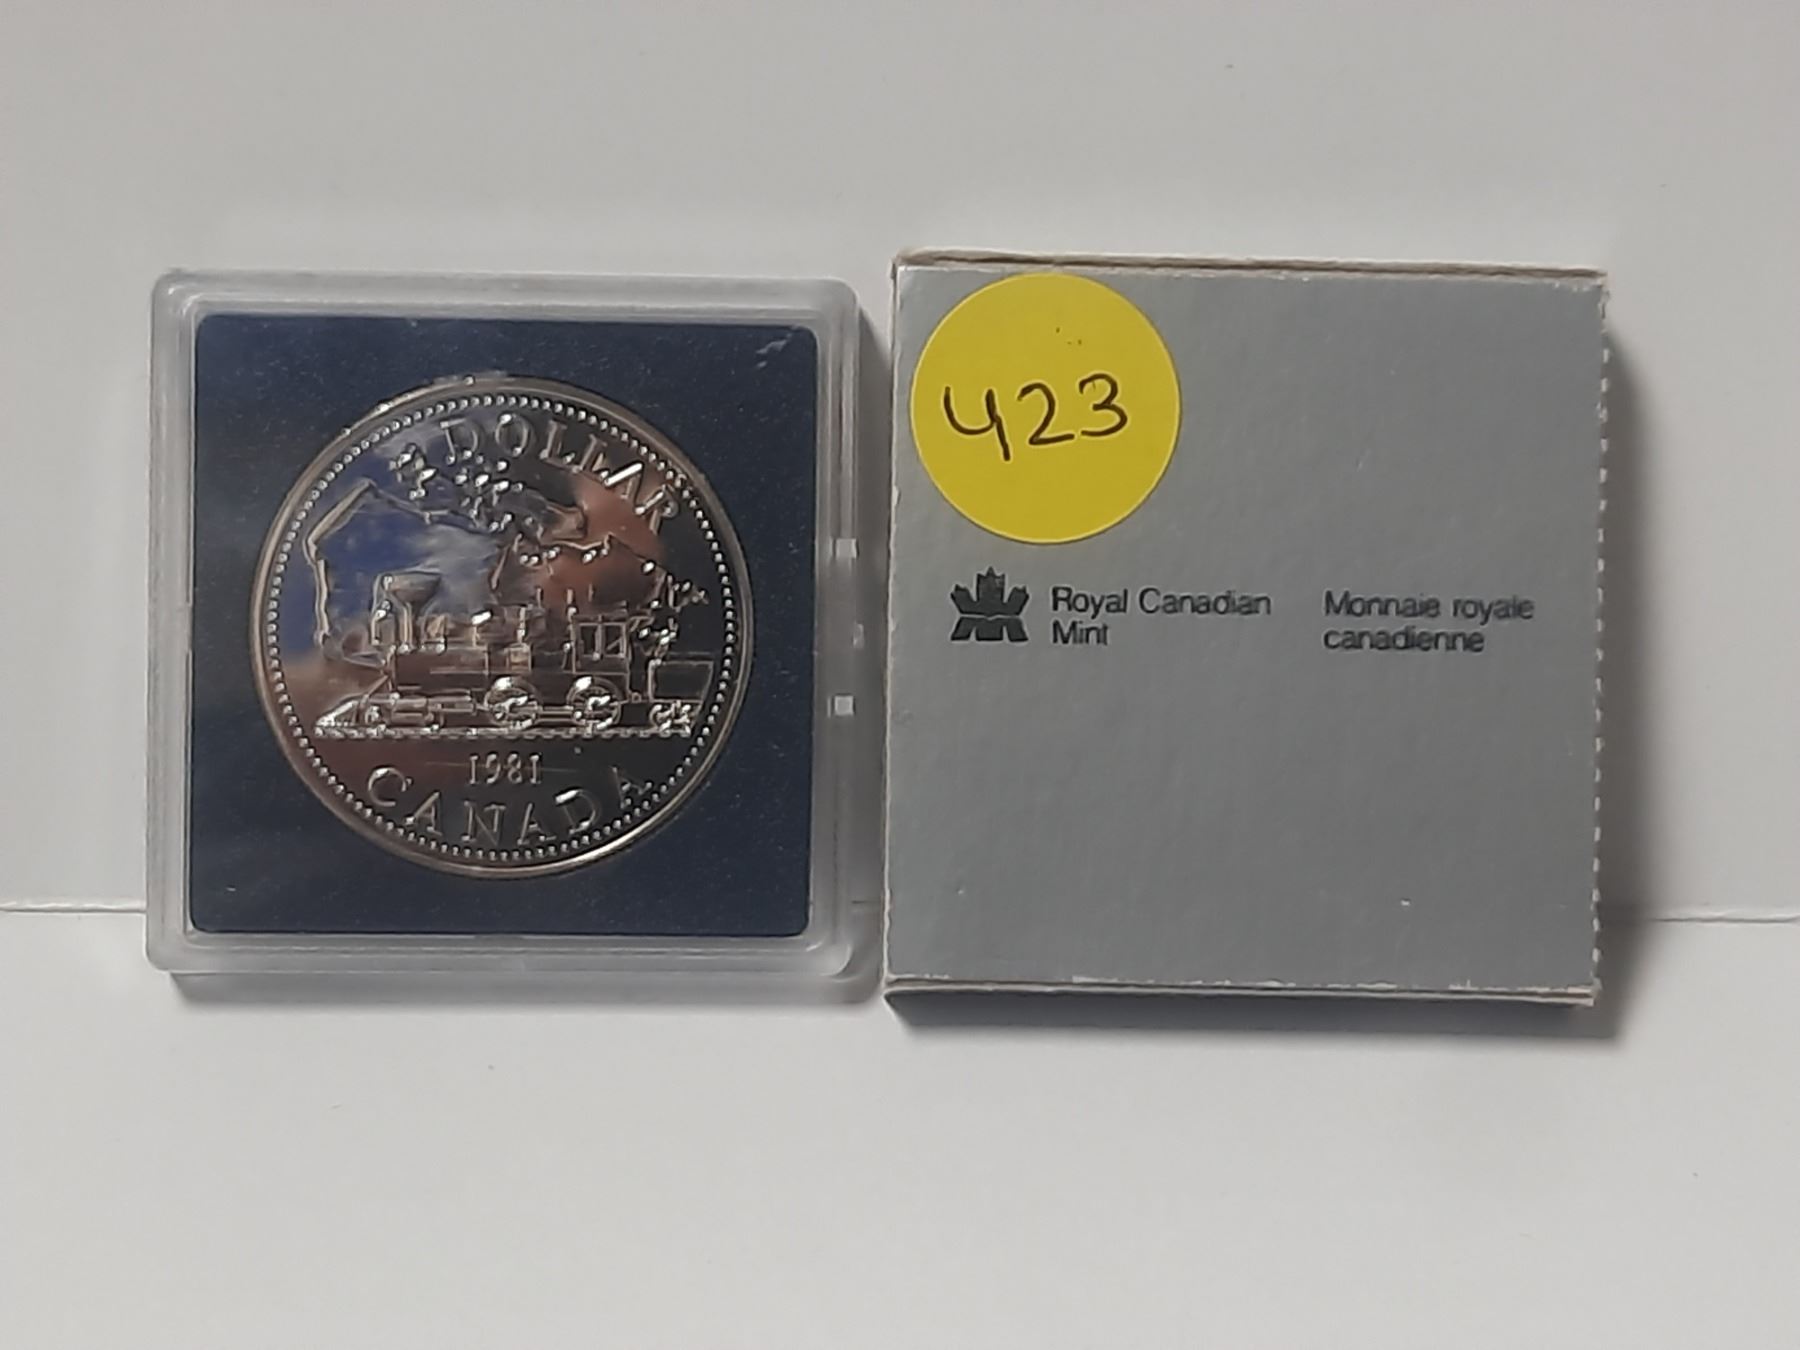 DOLLAR
1981
CANADA
423
Royal Canadian
Mint
Monnaie royale
canadienne